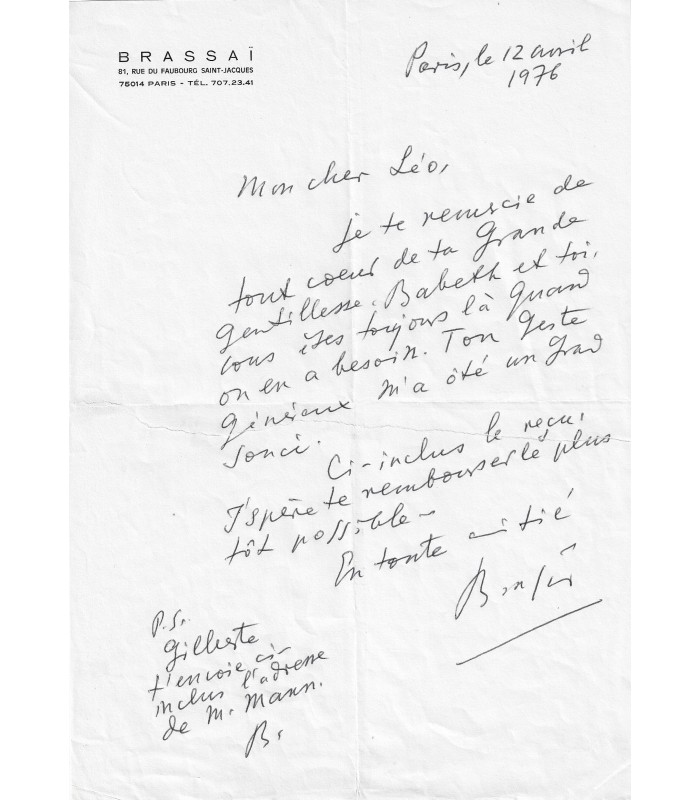 BRASSAÏ
81, RUE DU FAUBOURG SAINT-JACQUES
75014 PARIS - TÉL. 707.23.41
Paris, le 12 avril
1976
Mon cher Léo,
je te remercie de
tout coeur de ta Grande
Gentillesse. Babeth et toi,
vous êtes toujours là quand
on en a besoin. Ton Geste
Généreux m'a ôté un Grand
souci.
Ci-inclus le reçu.
J'espère te rembourser le plus
tôt possible -
En toute amitié
Brassaï
P.S.
Gilberte
t'envoie ci-
inclus l'adresse
de M. Mann.
B.